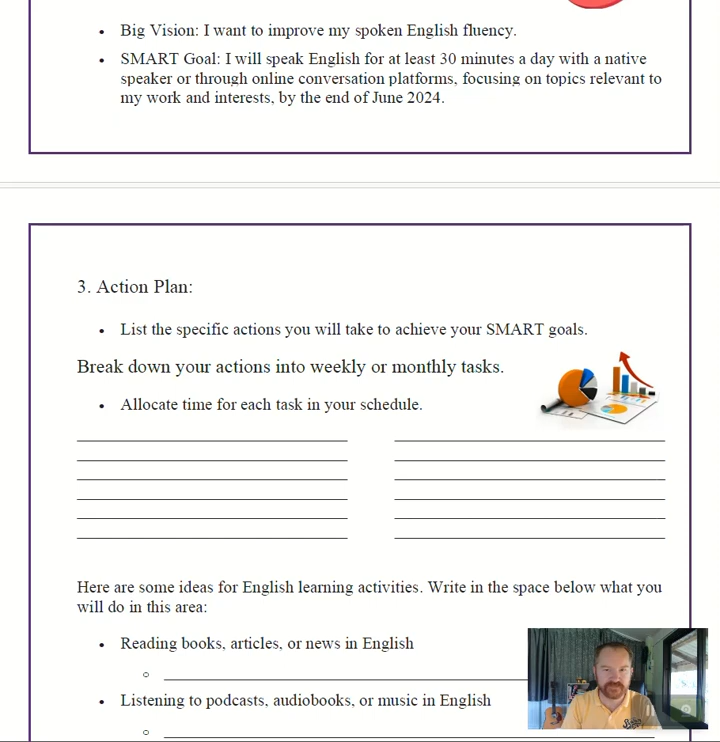 • Big Vision: I want to improve my spoken English fluency.
• SMART Goal: I will speak English for at least 30 minutes a day with a native
speaker or through online conversation platforms, focusing on topics relevant to
my work and interests, by the end of June 2024.
3. Action Plan:
• List the specific actions you will take to achieve your SMART goals.
Break down your actions into weekly or monthly tasks.
• Allocate time for each task in your schedule.
Here are some ideas for English learning activities. Write in the space below what you
will do in this area:
• Reading books, articles, or news in English
• Listening to podcasts, audiobooks, or music in English